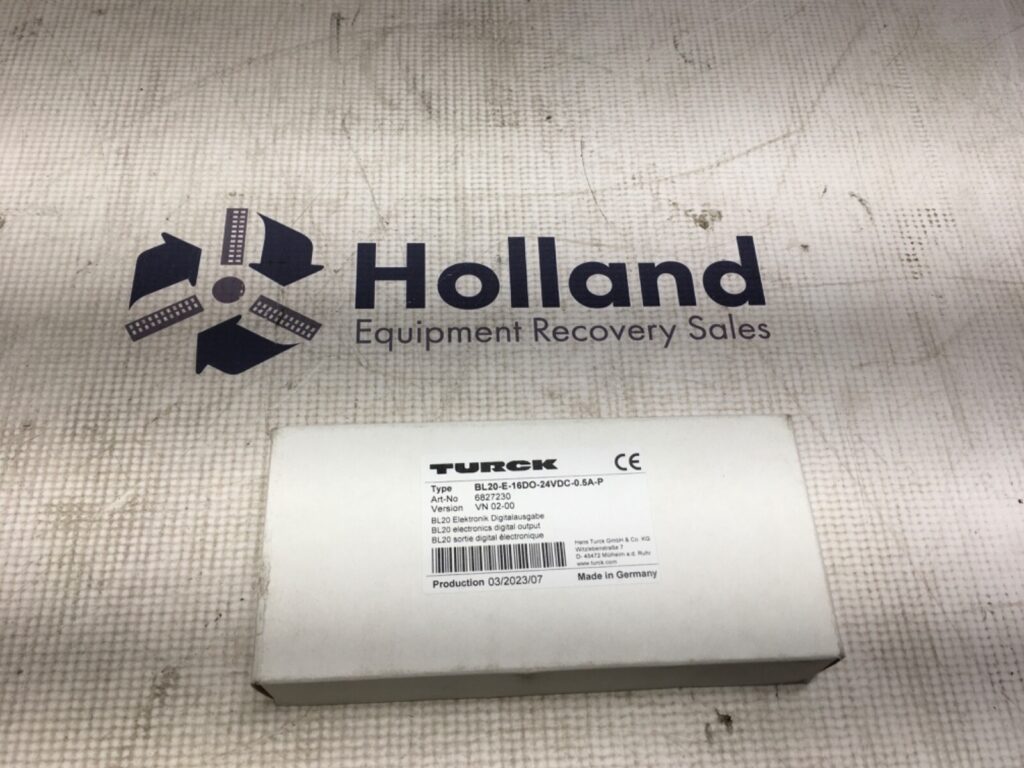 Holland
Equipment Recovery Sales
TURCK CE
Type BL20-E-16DO-24VDC-0.5A-P
Art-No 6827230
Version VN 02-00
BL20 Elektronik Digitalausgabe
BL20 electronics digital output
BL20 sortie digital électronique
Hans Turck GmbH & Co. KG
Witzlebenstraße 7
D- 45472 Mülheim a.d. Ruhr
www.turck.com
Production 03/2023/07 Made in Germany